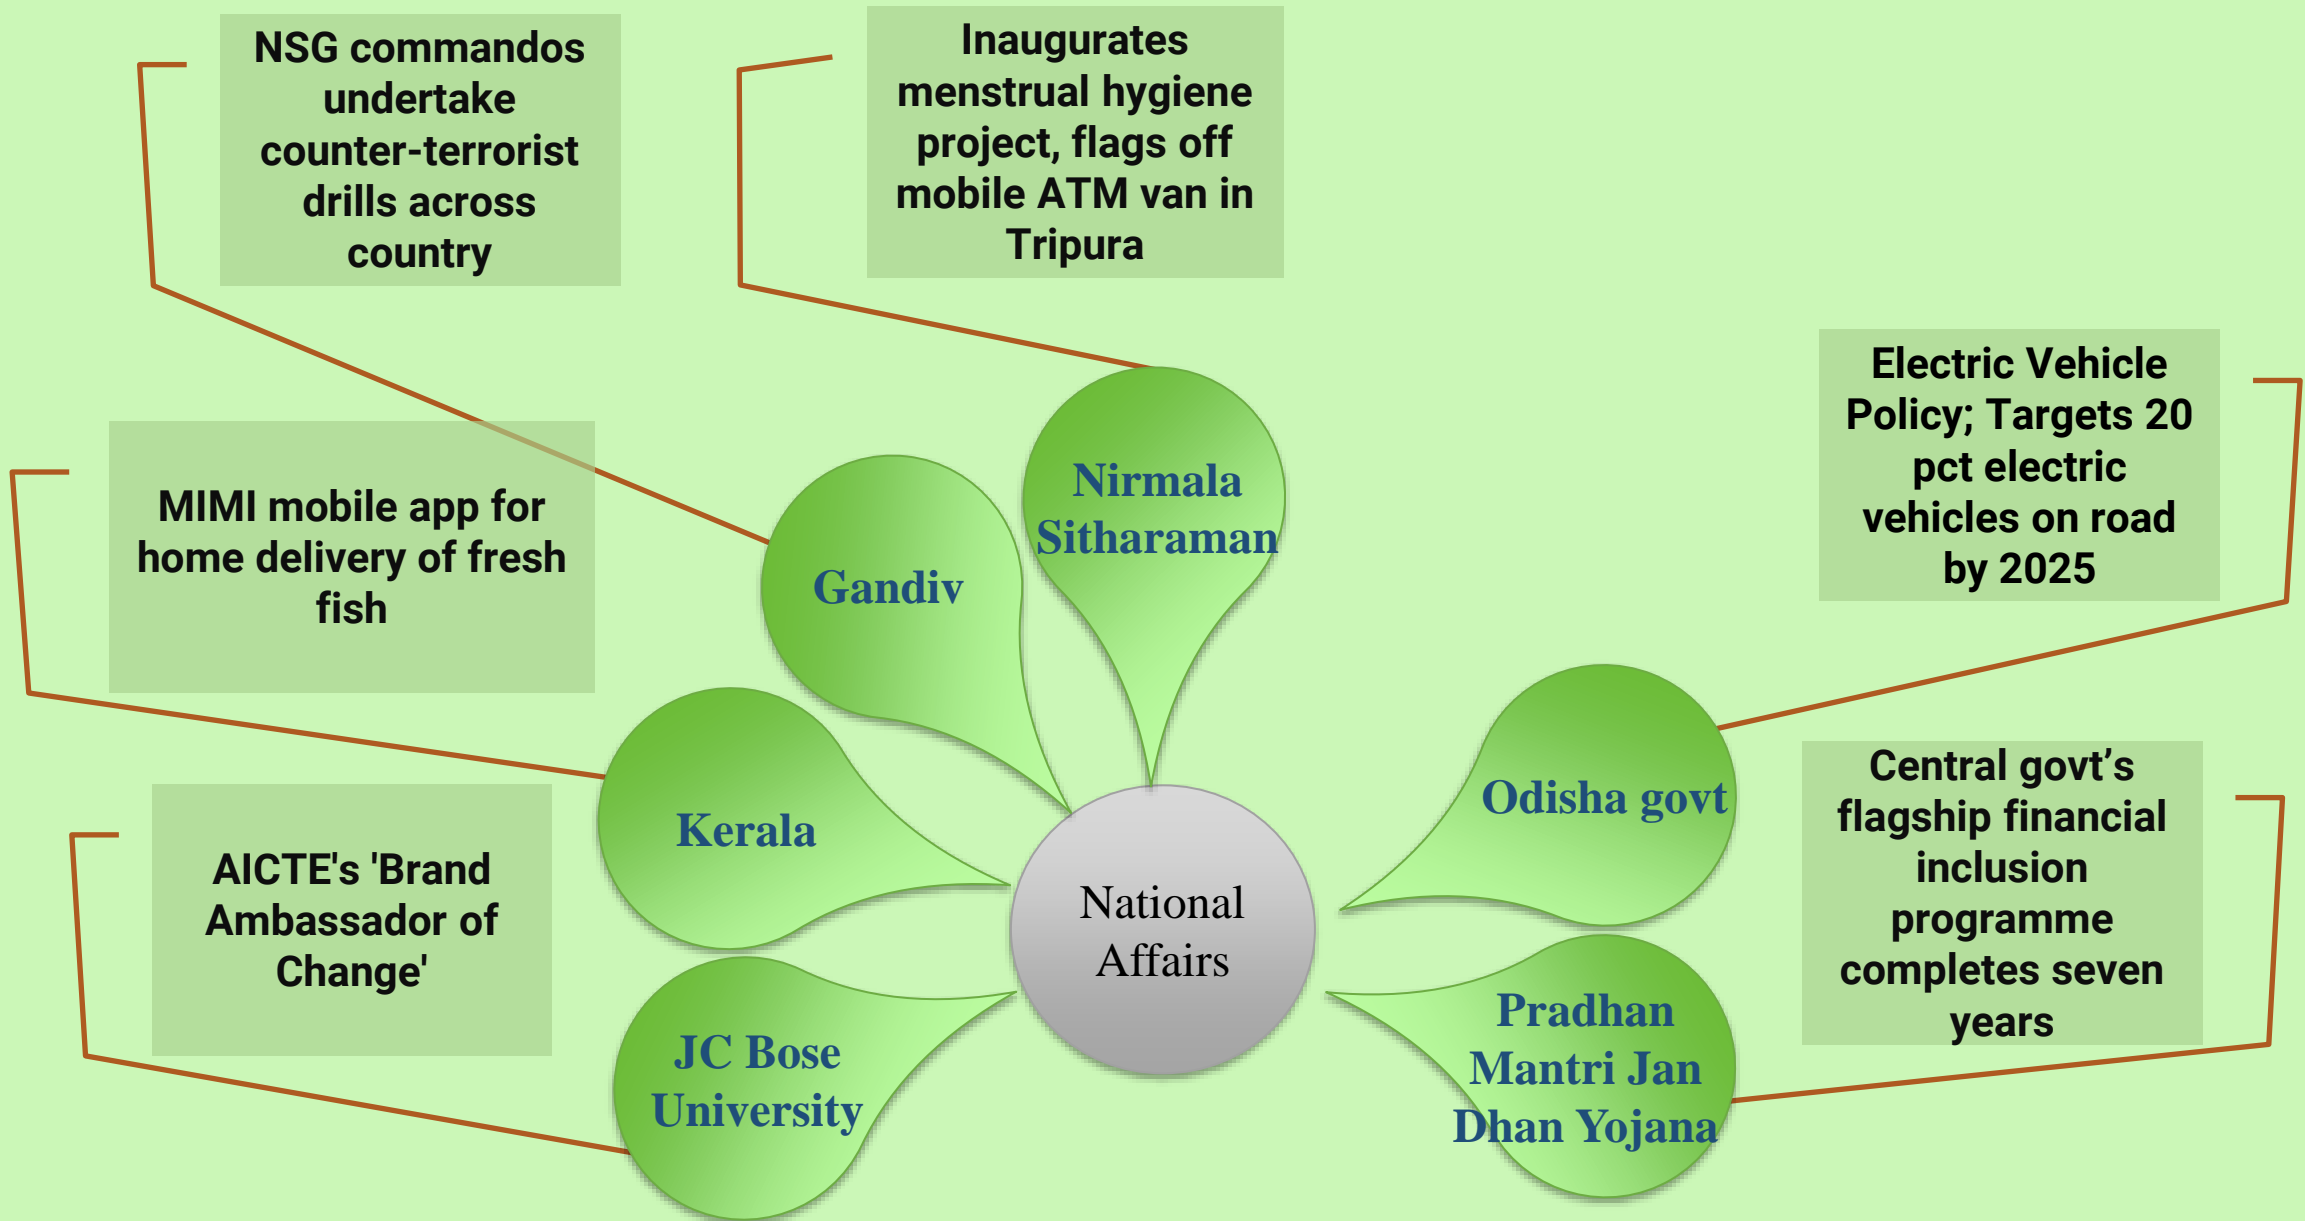 NSG commandos
undertake
counter-terrorist
drills across
country
Inaugurates
menstrual hygiene
project, flags off
mobile ATM van in
Tripura
Electric Vehicle
Policy; Targets 20
pct electric
vehicles on road
by 2025
MIMI mobile app for
home delivery of fresh
fish
Nirmala
Sitharaman
Gandiv
Kerala
Odisha govt
Central govt’s
flagship financial
inclusion
programme
completes seven
years
AICTE's 'Brand
Ambassador of
Change'
National
Affairs
JC Bose
University
Pradhan
Mantri Jan
Dhan Yojana